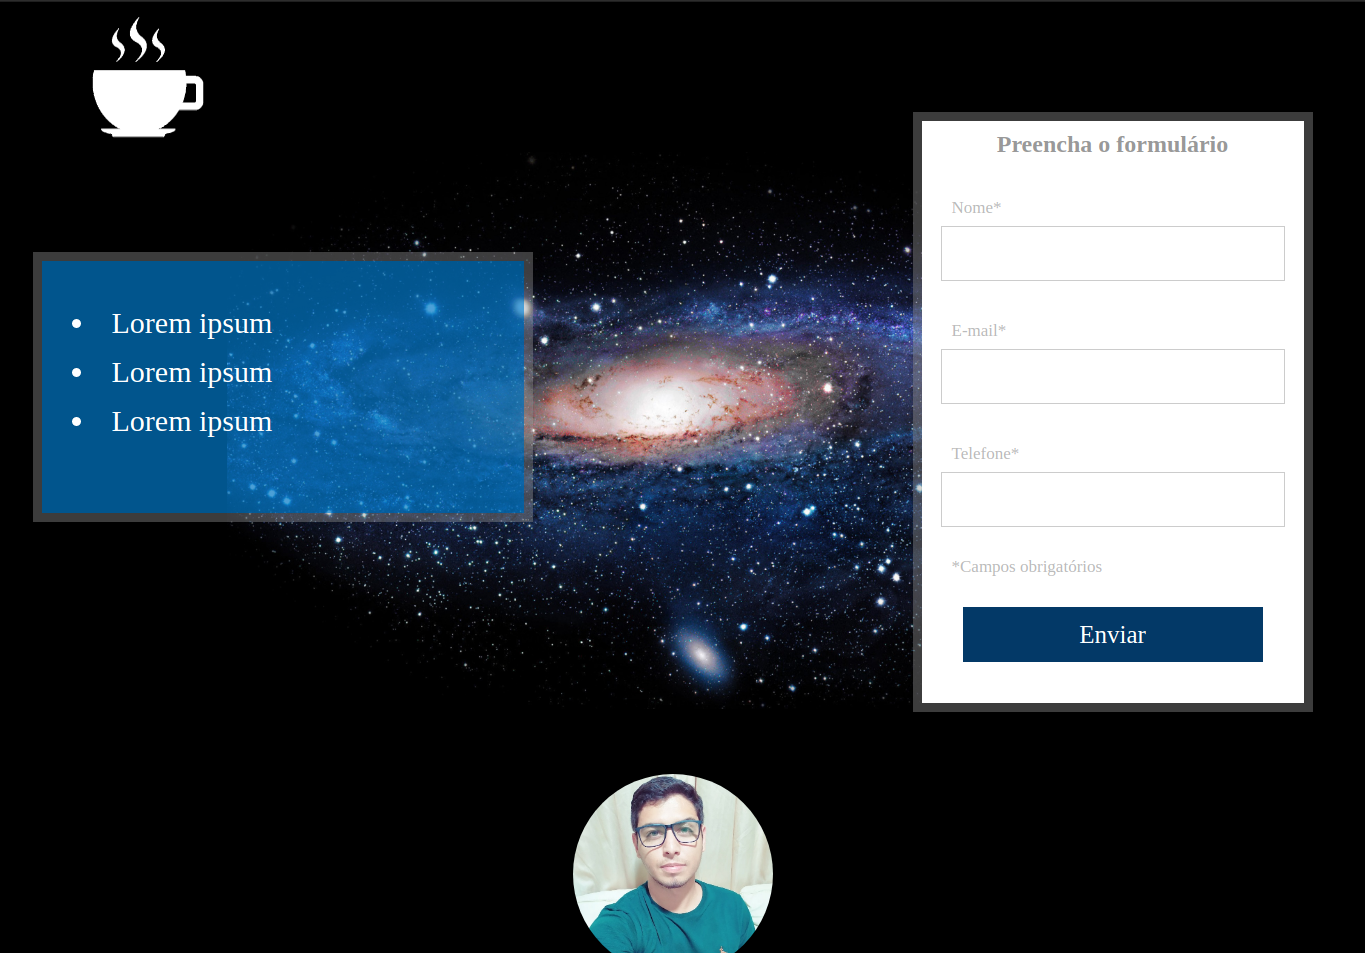 Preencha o formulário
Nome*
Lorem ipsum
Lorem ipsum
Lorem ipsum
E-mail*
Telefone*
*Campos obrigatórios
Enviar